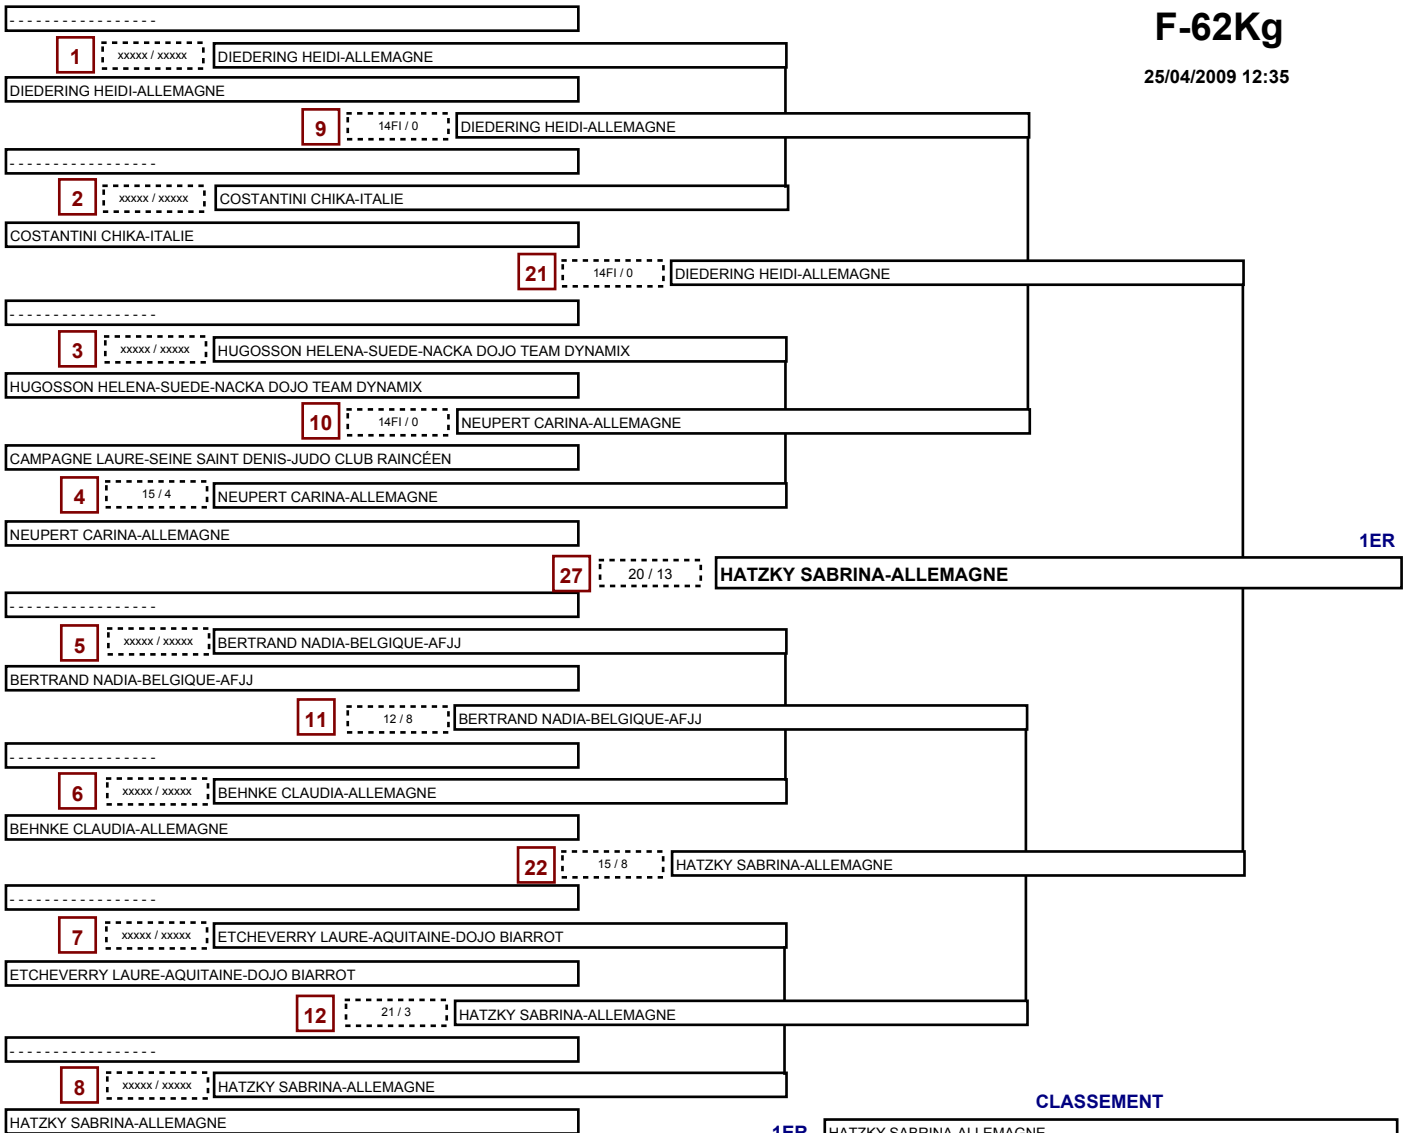 - - - - - - - - - - - - - - - - -
F-62Kg
1 xxxxx / xxxxx DIEDERING HEIDI-ALLEMAGNE
25/04/2009 12:35
DIEDERING HEIDI-ALLEMAGNE
9 14FI / 0 DIEDERING HEIDI-ALLEMAGNE
- - - - - - - - - - - - - - - - -
2 xxxxx / xxxxx COSTANTINI CHIKA-ITALIE
COSTANTINI CHIKA-ITALIE
21 14FI / 0 DIEDERING HEIDI-ALLEMAGNE
- - - - - - - - - - - - - - - - -
3 xxxxx / xxxxx HUGOSSON HELENA-SUEDE-NACKA DOJO TEAM DYNAMIX
HUGOSSON HELENA-SUEDE-NACKA DOJO TEAM DYNAMIX
10 14FI / 0 NEUPERT CARINA-ALLEMAGNE
CAMPAGNE LAURE-SEINE SAINT DENIS-JUDO CLUB RAINCÉEN
4 15 / 4 NEUPERT CARINA-ALLEMAGNE
NEUPERT CARINA-ALLEMAGNE
1ER
27 20 / 13 HATZKY SABRINA-ALLEMAGNE
- - - - - - - - - - - - - - - - -
5 xxxxx / xxxxx BERTRAND NADIA-BELGIQUE-AFJJ
BERTRAND NADIA-BELGIQUE-AFJJ
11 12 / 8 BERTRAND NADIA-BELGIQUE-AFJJ
- - - - - - - - - - - - - - - - -
6 xxxxx / xxxxx BEHNKE CLAUDIA-ALLEMAGNE
BEHNKE CLAUDIA-ALLEMAGNE
22 15 / 8 HATZKY SABRINA-ALLEMAGNE
- - - - - - - - - - - - - - - - -
7 xxxxx / xxxxx ETCHEVERRY LAURE-AQUITAINE-DOJO BIARROT
ETCHEVERRY LAURE-AQUITAINE-DOJO BIARROT
12 21 / 3 HATZKY SABRINA-ALLEMAGNE
- - - - - - - - - - - - - - - - -
8 xxxxx / xxxxx HATZKY SABRINA-ALLEMAGNE
CLASSEMENT
HATZKY SABRINA-ALLEMAGNE
1ER HATZKY SABRINA-ALLEMAGNE